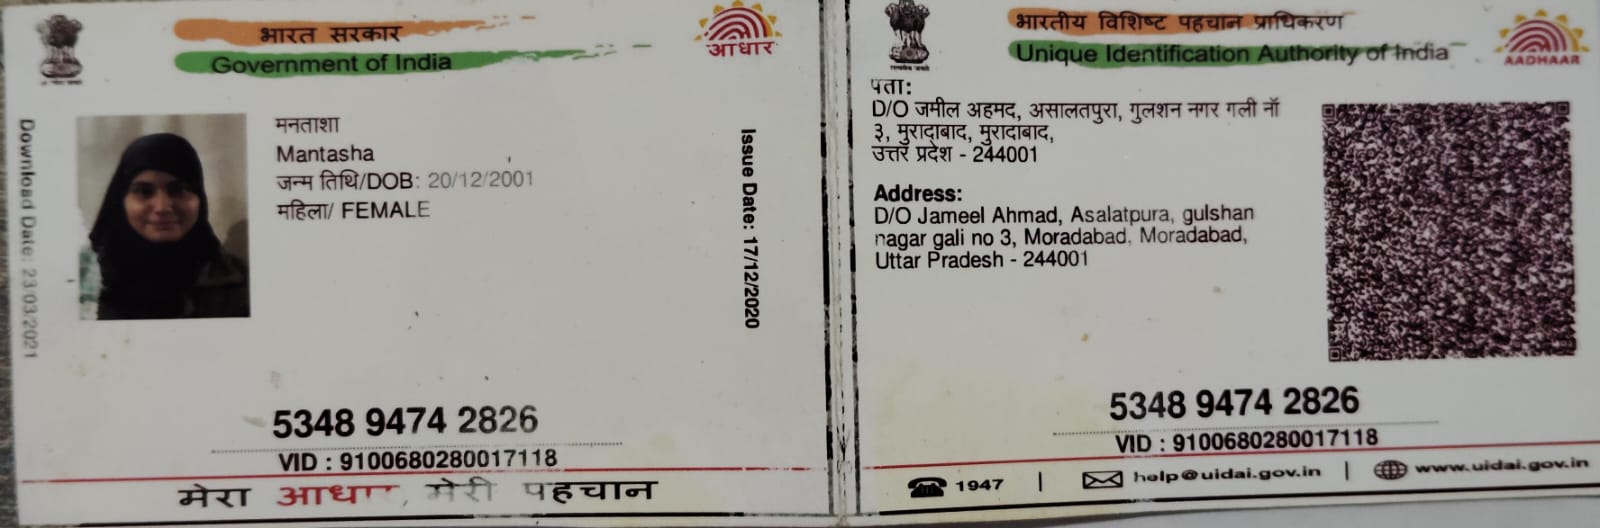 भारत सरकार
Government of India
आधार
Download Date: 23/03/2021
मनताशा
Mantasha
जन्म तिथि/DOB: 20/12/2001
महिला/ FEMALE
Issue Date: 17/12/2020
5348 9474 2826
VID : 9100680280017118
मेरा आधार, मेरी पहचान
भारतीय विशिष्ट पहचान प्राधिकरण
Unique Identification Authority of India
AADHAAR
पता:
D/O जमील अहमद, असालतपुरा, गुलशन नगर गली नॉ
३, मुरादाबाद, मुरादाबाद,
उत्तर प्रदेश - 244001
Address:
D/O Jameel Ahmad, Asalatpura, gulshan
nagar gali no 3, Moradabad, Moradabad,
Uttar Pradesh - 244001
5348 9474 2826
VID : 9100680280017118
1947 | help@uidai.gov.in | www.uidai.gov.in